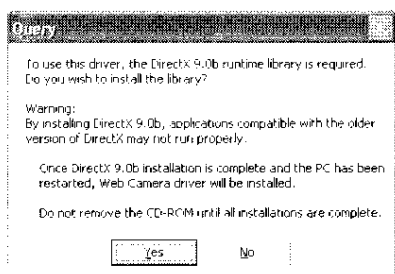 Query
To use this driver, the DirectX 9.0b runtime library is required.
Do you wish to install the library?
Warning:
By installing DirectX 9.0b, applications compatible with the older
version of DirectX may not run properly.
Once DirectX 9.0b installation is complete and the PC has been
restarted, Web Camera driver will be installed.
Do not remove the CD-ROM until all installations are complete.
Yes No